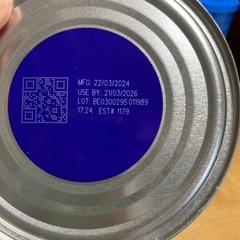 MFG: 22/03/2024
USE BY: 21/03/2026
LOT: BE0300295 011989
17:24 EST# 1179